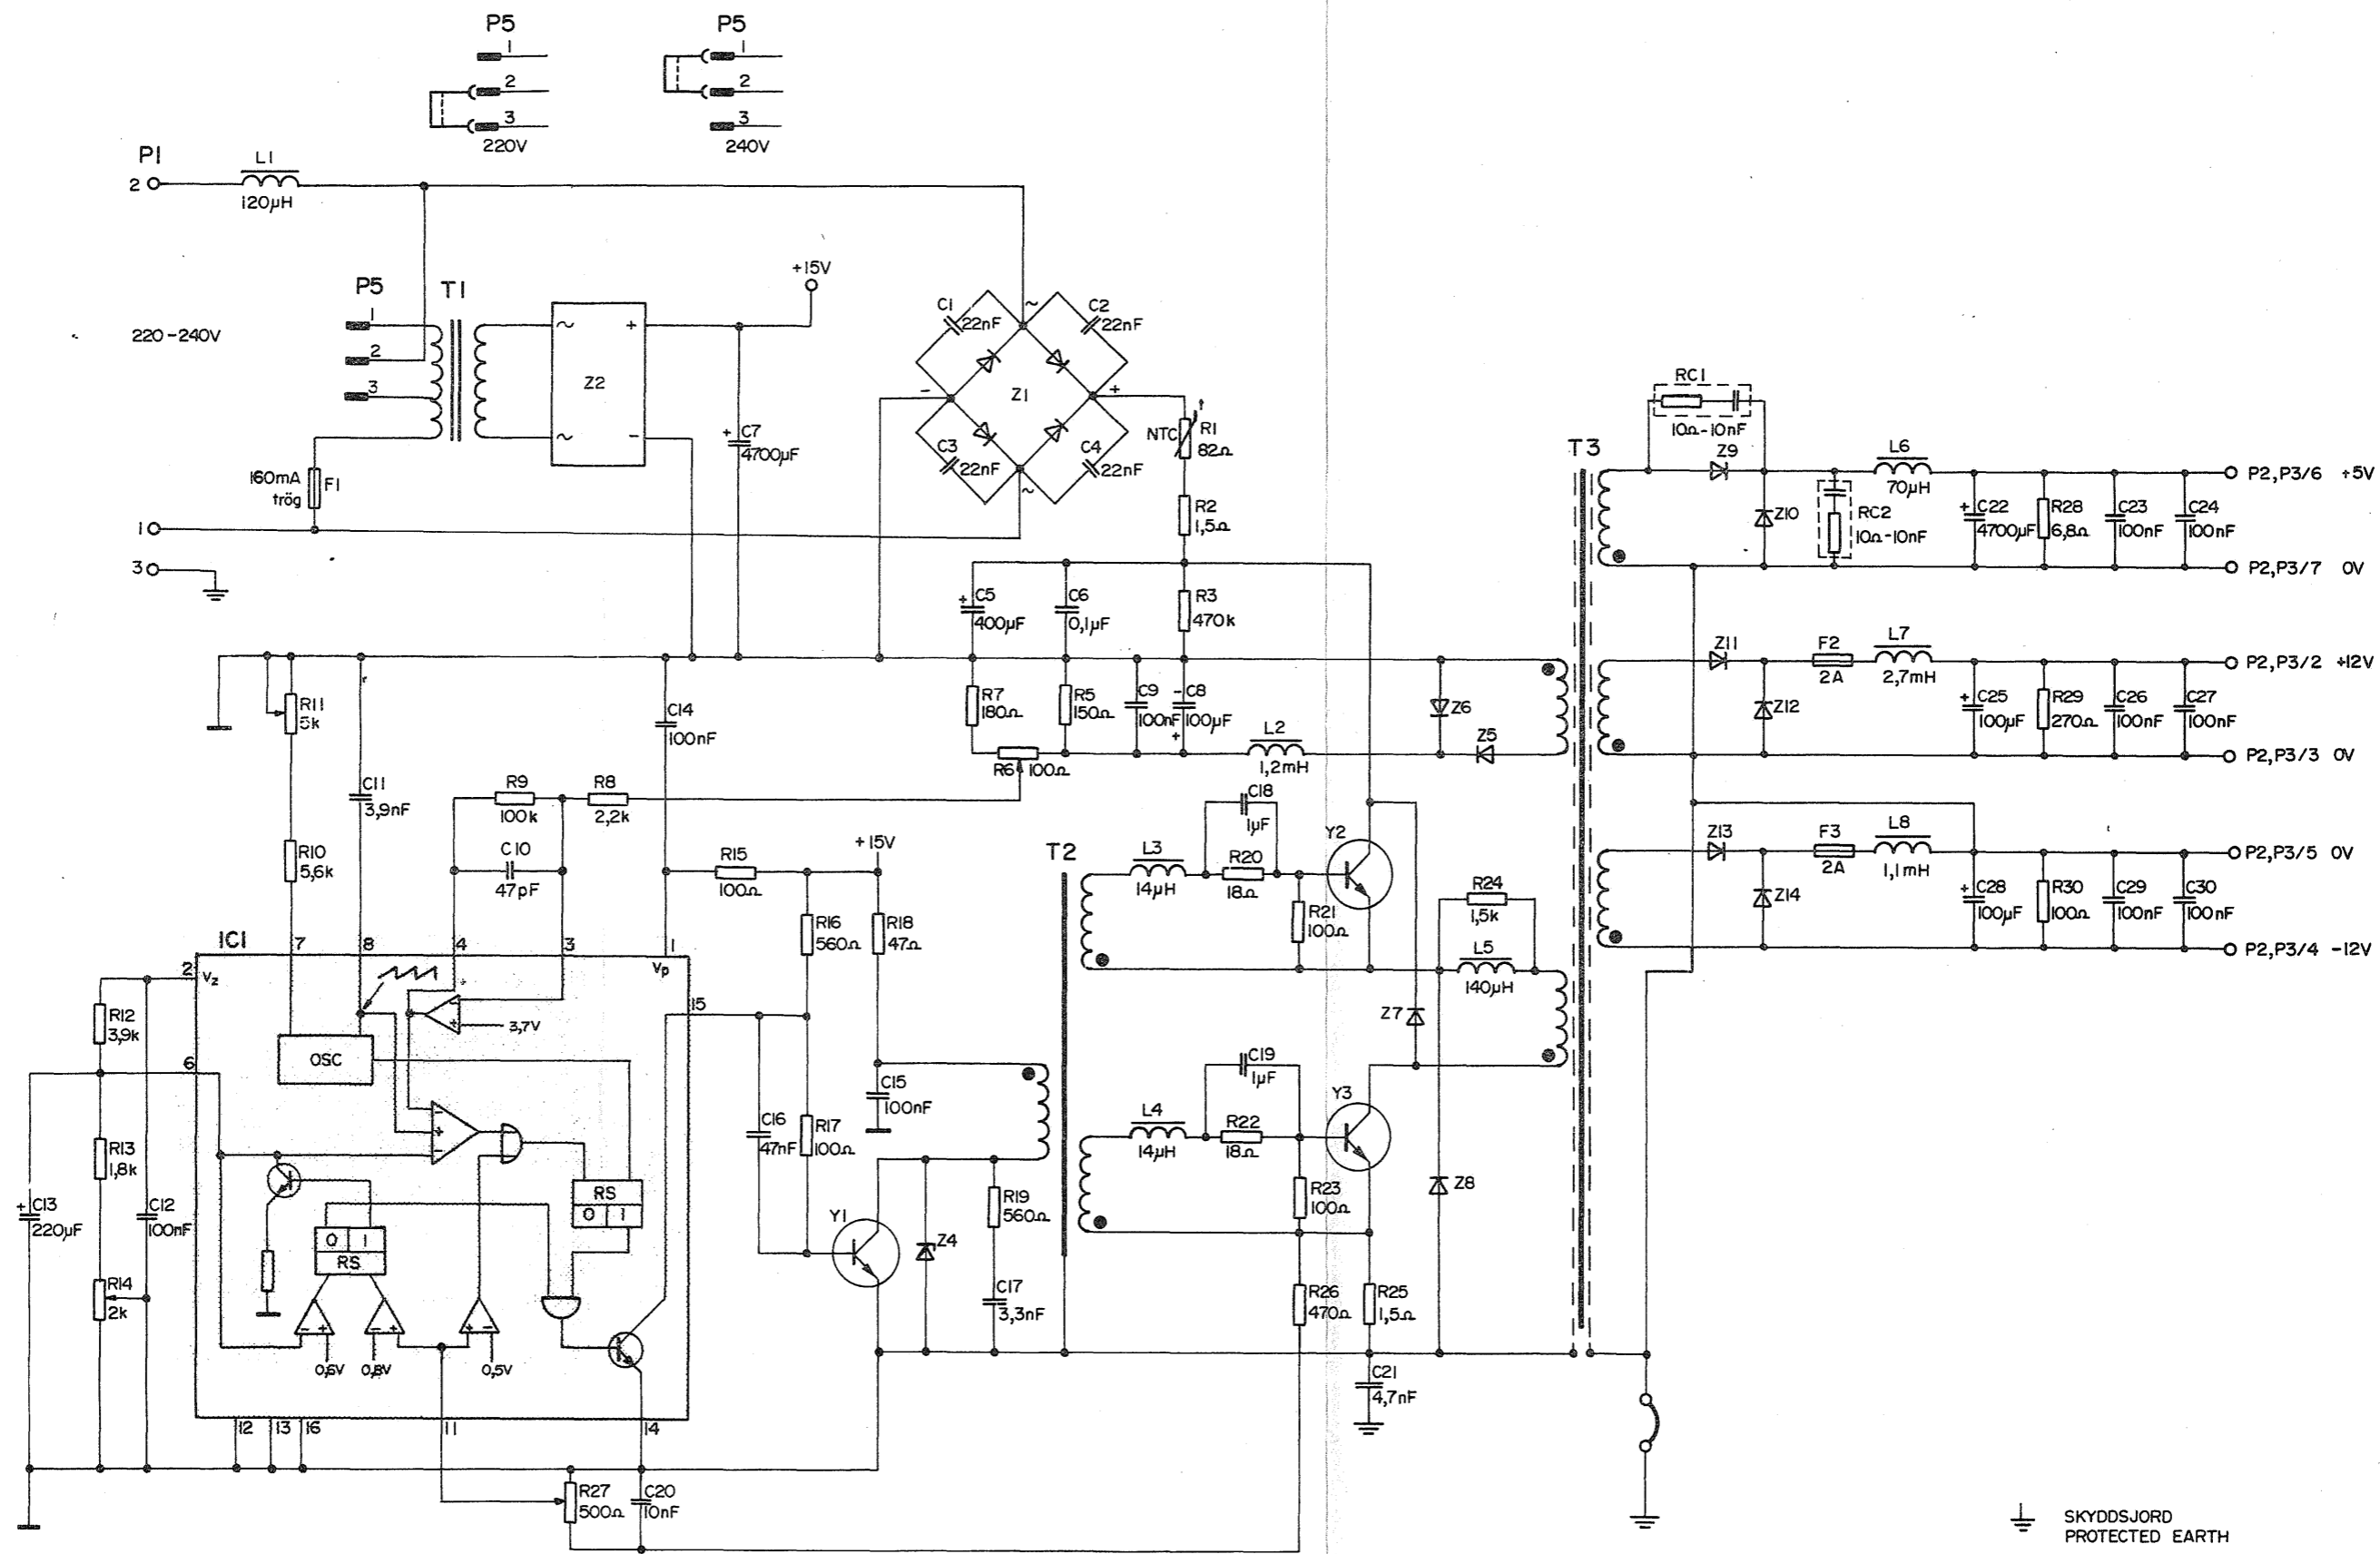 P5
1
2
3
220V
P5
1
2
3
240V
P1
2
L1
120µH
220-240V
P5
1
2
3
T1
160mA
trög
F1
1
3
~
~
Z2
+
-
+15V
+
C7
4700µF
C1
22nF
C2
22nF
C3
22nF
C4
22nF
~
~
-
+
Z1
NTC
R1
82Ω
R2
1,5Ω
R3
470k
+
C5
400µF
C6
0,1µF
R7
180Ω
R5
150Ω
C9
100nF
-
C8
100µF
+
R6
100Ω
L2
1,2mH
Z6
Z5
R11
5k
C11
3,9nF
R10
5,6k
R9
100k
R8
2,2k
C10
47pF
C14
100nF
R15
100Ω
+15V
R16
560Ω
R18
47Ω
IC1
7
8
4
3
1
Vp
2
Vz
15
6
OSC
-
+
3,7V
-
+
-
RS
0 1
0 1
RS
- +
- +
+ -
0,6V
0,8V
0,5V
12
13
16
11
14
R12
3,9k
R13
1,8k
R14
2k
+
C13
220µF
C12
100nF
C16
47nF
R17
100Ω
C15
100nF
Y1
Z4
R19
560Ω
C17
3,3nF
R27
500Ω
C20
10nF
T2
L3
14µH
C18
1µF
R20
18Ω
R21
100Ω
Y2
L4
14µH
C19
1µF
R22
18Ω
R23
100Ω
Y3
R26
470Ω
R25
1,5Ω
C21
4,7nF
R24
1,5k
L5
140µH
Z7
Z8
T3
RC1
10Ω-10nF
Z9
Z10
RC2
10Ω-10nF
L6
70µH
+
C22
4700µF
R28
6,8Ω
C23
100nF
C24
100nF
P2,P3/6 +5V
P2,P3/7 0V
Z11
Z12
F2
2A
L7
2,7mH
+
C25
100µF
R29
270Ω
C26
100nF
C27
100nF
P2,P3/2 +12V
P2,P3/3 0V
Z13
Z14
F3
2A
L8
1,1mH
+
C28
100µF
R30
100Ω
C29
100nF
C30
100nF
P2,P3/5 0V
P2,P3/4 -12V
SKYDDSJORD
PROTECTED EARTH